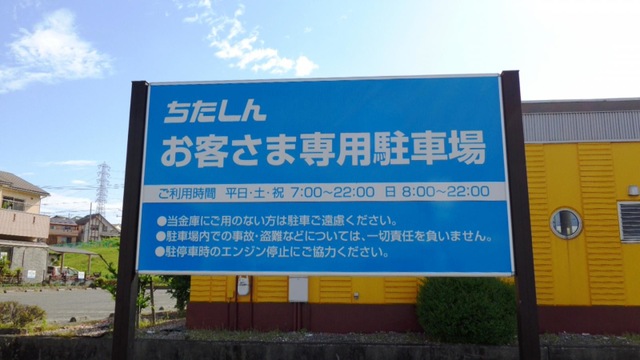 ちたしん
お客さま専用駐車場
ご利用時間 平日・土・祝 7:00〜22:00 日 8:00〜22:00
●当金庫にご用のない方は駐車ご遠慮ください。
●駐車場内での事故・盗難などについては、一切責任を負いません。
●駐停車時のエンジン停止にご協力ください。